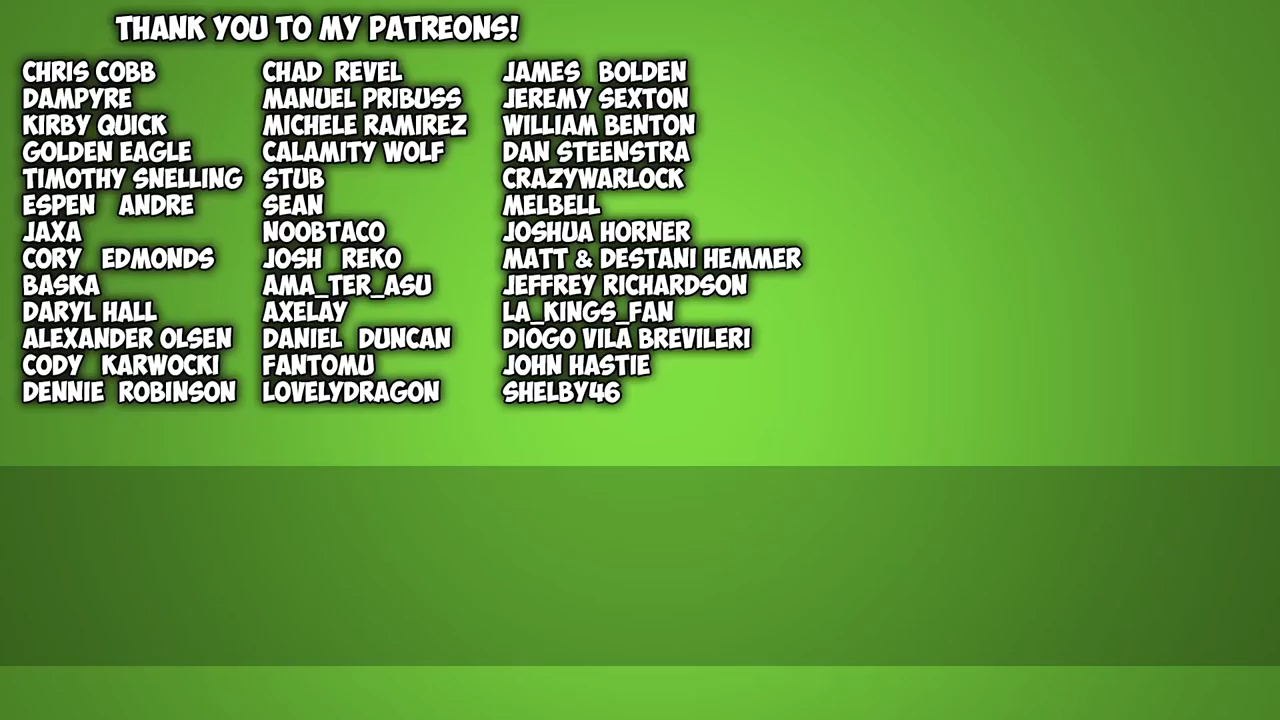 THANK YOU TO MY PATREONS!
CHRIS COBB
DAMPYRE
KIRBY QUICK
GOLDEN EAGLE
TIMOTHY SNELLING
ESPEN ANDRE
JAXA
CORY EDMONDS
BASKA
DARYL HALL
ALEXANDER OLSEN
CODY KARWOCKI
DENNIE ROBINSON
CHAD REVEL
MANUEL PRIBUSS
MICHELE RAMIREZ
CALAMITY WOLF
STUB
SEAN
NOOBTACO
JOSH REKO
AMA_TER_ASU
AXELAY
DANIEL DUNCAN
FANTOMU
LOVELYDRAGON
JAMES BOLDEN
JEREMY SEXTON
WILLIAM BENTON
DAN STEENSTRA
CRAZYWARLOCK
MELBELL
JOSHUA HORNER
MATT & DESTANI HEMMER
JEFFREY RICHARDSON
LA_KINGS_FAN
DIOGO VILA BREVILERI
JOHN HASTIE
SHELBY46